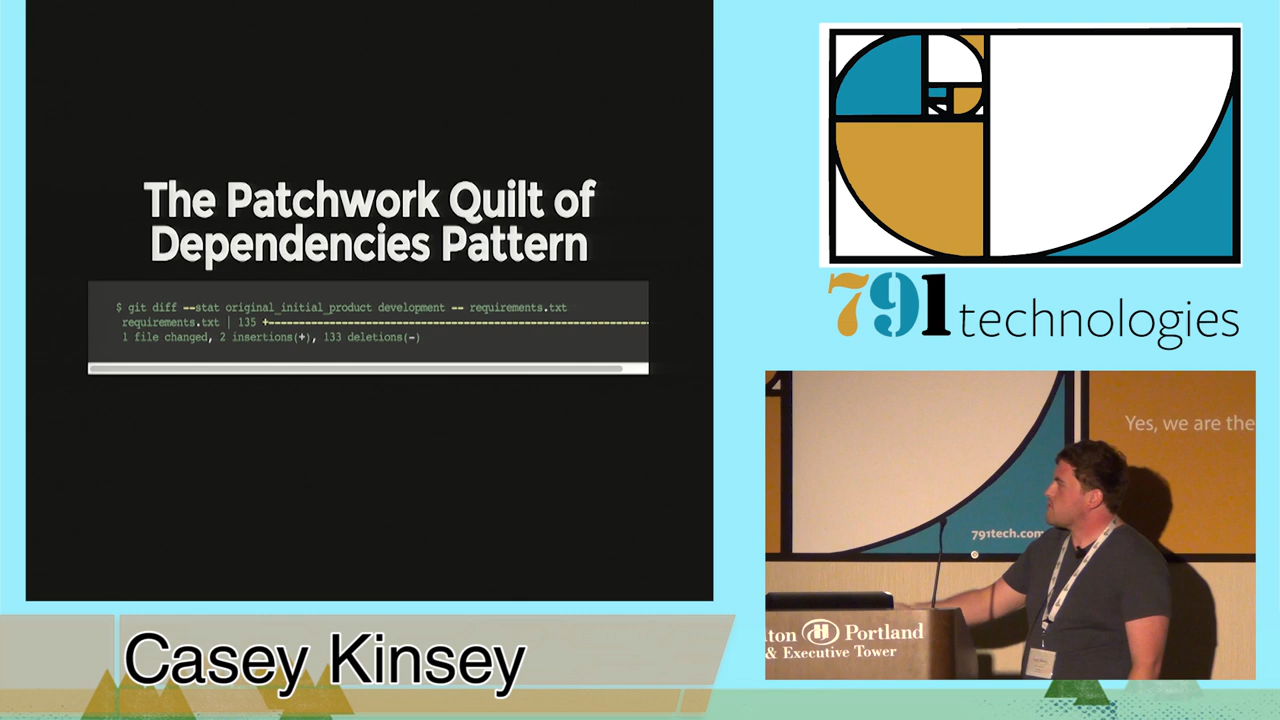 The Patchwork Quilt of
Dependencies Pattern
$ git diff --stat original_initial_product development -- requirements.txt
requirements.txt | 135 +-----------------------------------------------------------------
1 file changed, 2 insertions(+), 133 deletions(-)
791 technologies
Yes, we are the
791tech.com
lton Portland
& Executive Tower
Casey Kinsey